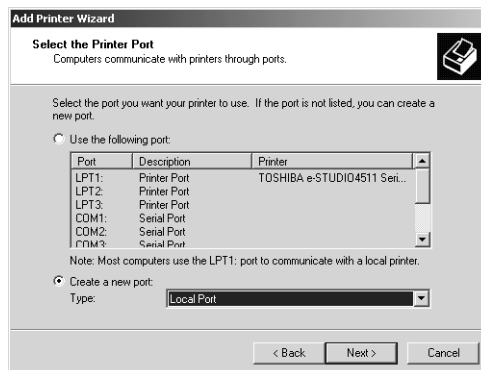 Add Printer Wizard
Select the Printer Port
Computers communicate with printers through ports.
Select the port you want your printer to use. If the port is not listed, you can create a
new port.
Use the following port:
Port Description Printer
LPT1: Printer Port TOSHIBA e-STUDIO4511 Seri...
LPT2: Printer Port
LPT3: Printer Port
COM1: Serial Port
COM2: Serial Port
COM3: Serial Port
Note: Most computers use the LPT1: port to communicate with a local printer.
Create a new port:
Type: Local Port
< Back Next > Cancel